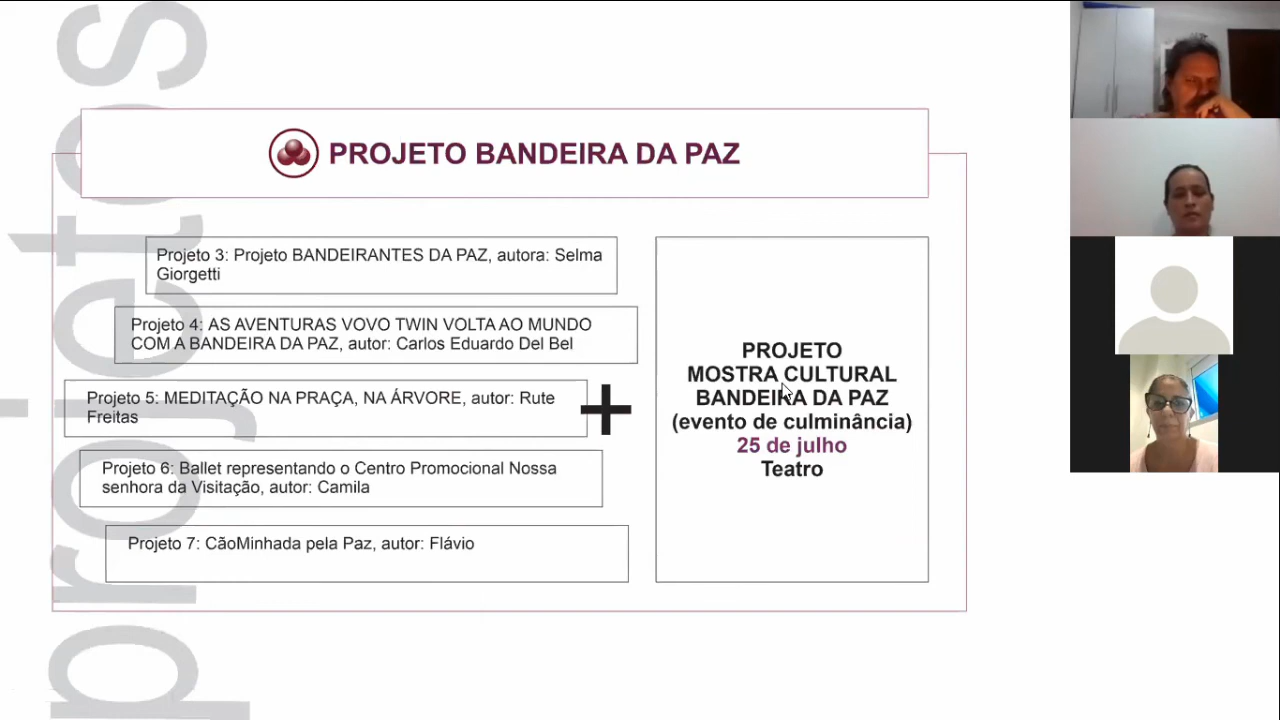 projetos
PROJETO BANDEIRA DA PAZ
Projeto 3: Projeto BANDEIRANTES DA PAZ, autora: Selma
Giorgetti
Projeto 4: AS AVENTURAS VOVO TWIN VOLTA AO MUNDO
COM A BANDEIRA DA PAZ, autor: Carlos Eduardo Del Bel
Projeto 5: MEDITAÇÃO NA PRAÇA, NA ÁRVORE, autor: Rute
Freitas
Projeto 6: Ballet representando o Centro Promocional Nossa
senhora da Visitação, autor: Camila
Projeto 7: CãoMinhada pela Paz, autor: Flávio
+
PROJETO
MOSTRA CULTURAL
BANDEIRA DA PAZ
(evento de culminância)
25 de julho
Teatro